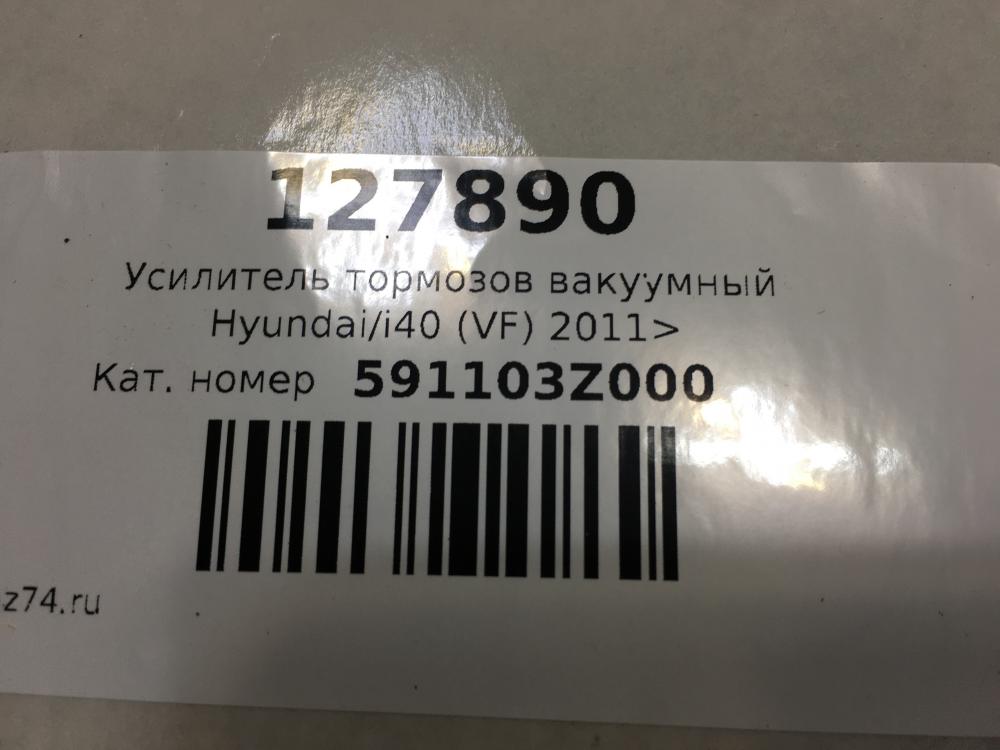 127890
Усилитель тормозов вакуумный
Hyundai/i40 (VF) 2011>
Кат. номер 591103Z000
z74.ru